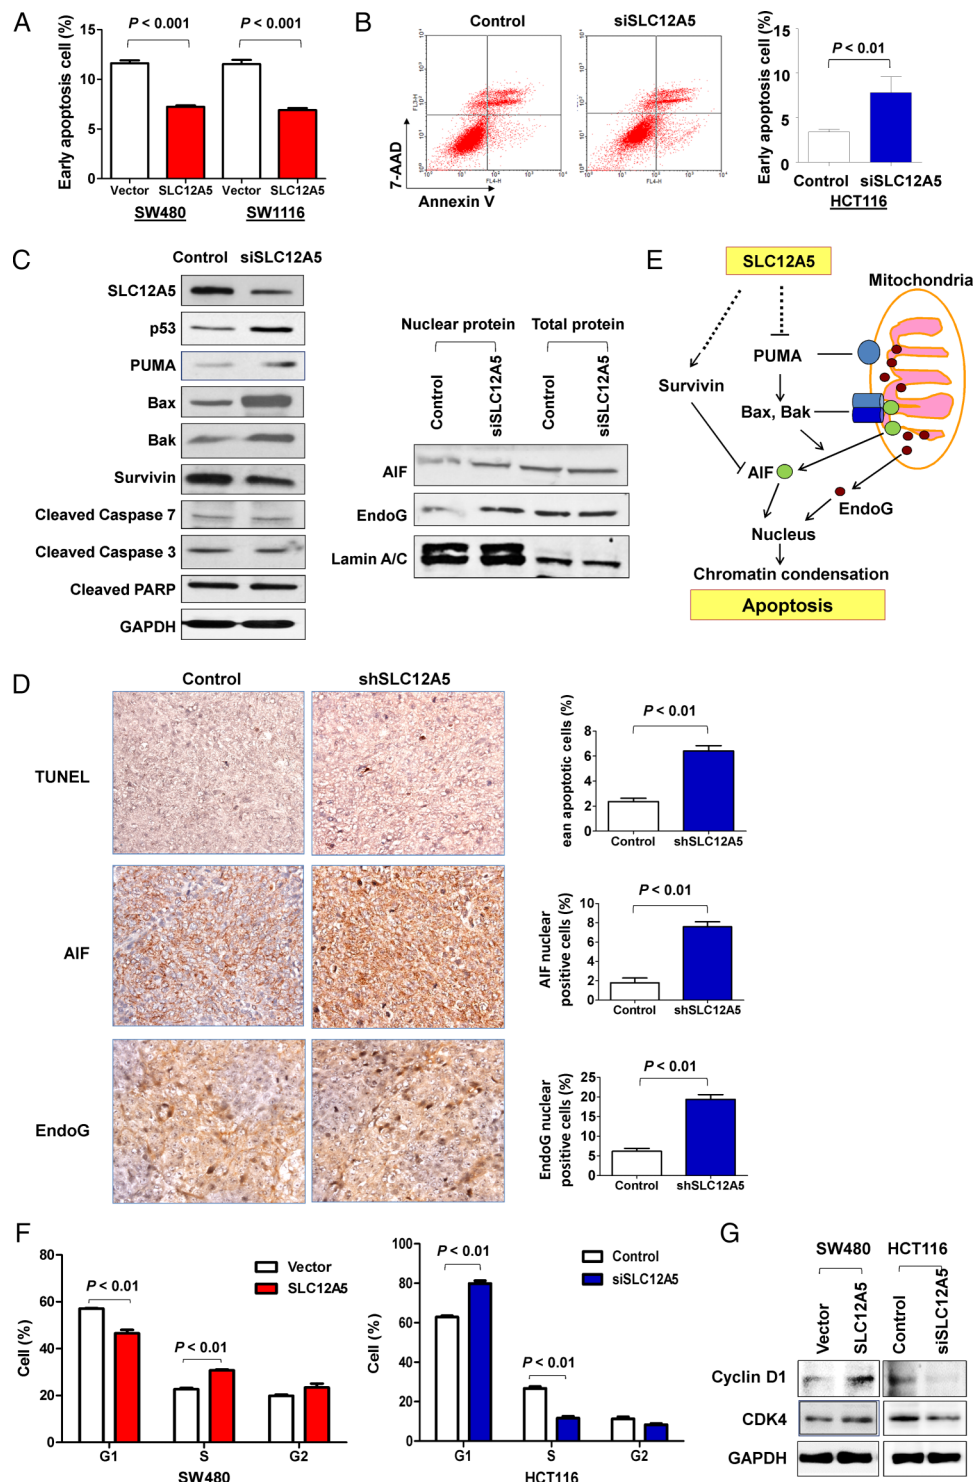 A
P < 0.001
P < 0.001
Early apoptosis cell (%)
15
10
5
0
Vector SLC12A5 Vector SLC12A5
SW480 SW1116
B
Control siSLC12A5
FL3-H
FL4-H FL4-H
7-AAD
Annexin V
P < 0.01
Early apoptosis cell (%)
15
10
5
0
Control siSLC12A5
HCT116
C
Control siSLC12A5
SLC12A5
p53
PUMA
Bax
Bak
Survivin
Cleaved Caspase 7
Cleaved Caspase 3
Cleaved PARP
GAPDH
Nuclear protein Total protein
Control siSLC12A5 Control siSLC12A5
AIF
EndoG
Lamin A/C
E
SLC12A5
Mitochondria
PUMA
Survivin
Bax, Bak
AIF
EndoG
Nucleus
Chromatin condensation
Apoptosis
D
Control shSLC12A5
TUNEL
AIF
EndoG
P < 0.01
ean apoptotic cells (%)
8
6
4
2
0
Control shSLC12A5
P < 0.01
AIF nuclear
positive cells (%)
10
8
6
4
2
0
Control shSLC12A5
P < 0.01
EndoG nuclear
positive cells (%)
25
20
15
10
5
0
Control shSLC12A5
F
Cell (%)
80
60
40
20
0
Vector
SLC12A5
P < 0.01
P < 0.01
G1 S G2
SW480
Cell (%)
100
80
60
40
20
0
Control
siSLC12A5
P < 0.01
P < 0.01
G1 S G2
HCT116
G
SW480 HCT116
Vector SLC12A5 Control siSLC12A5
Cyclin D1
CDK4
GAPDH